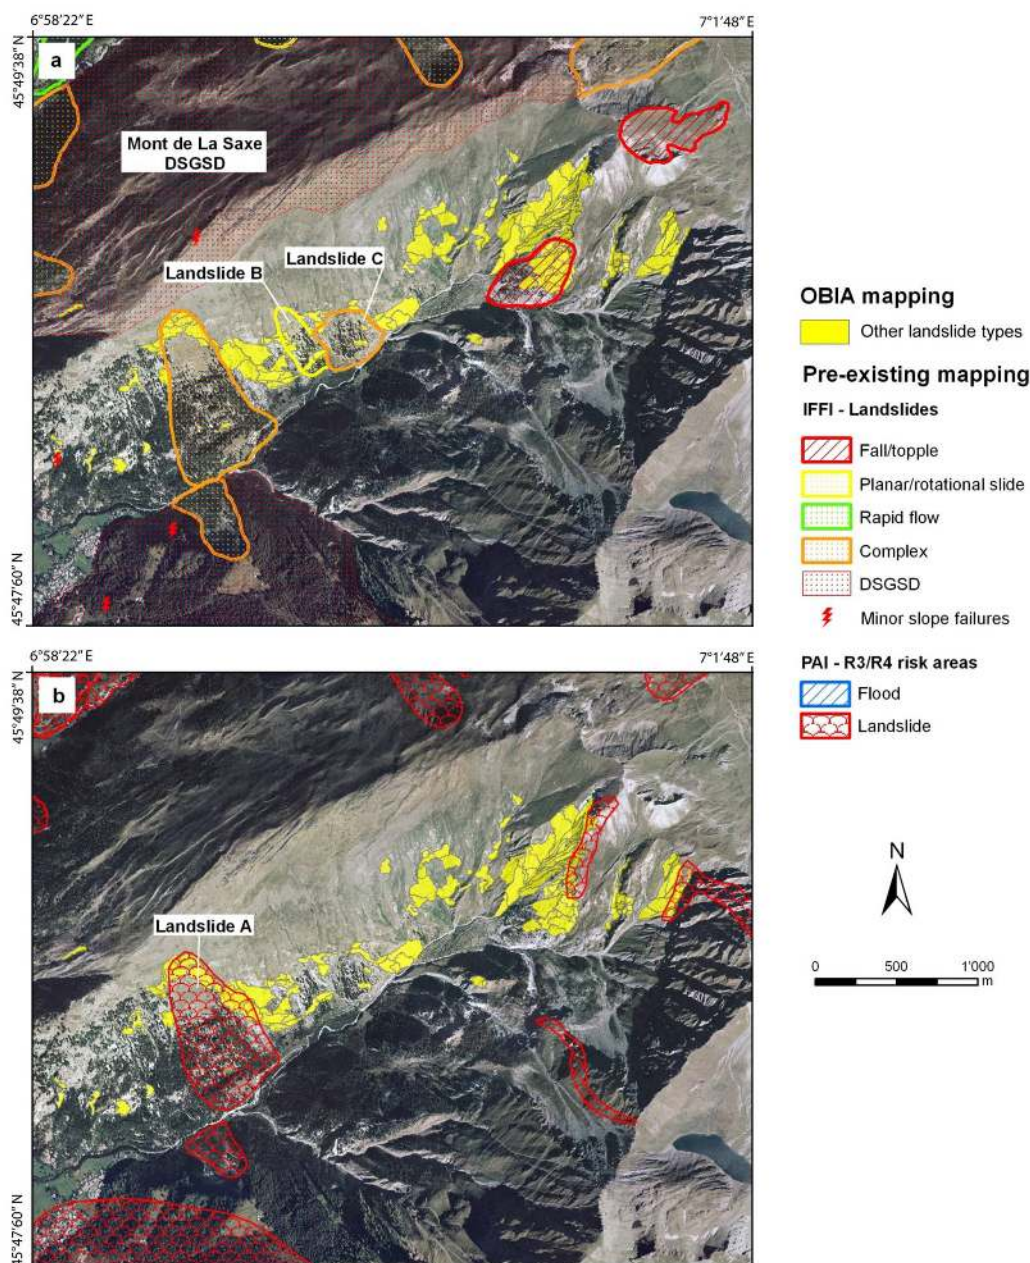 6°58'22" E
7°1'48" E
45°49'38" N
a
Mont de La Saxe
DSGSD
Landslide B
Landslide C
45°47'60" N
6°58'22" E
7°1'48" E
45°49'38" N
b
Landslide A
45°47'60" N
OBIA mapping
Other landslide types
Pre-existing mapping
IFFI - Landslides
Fall/topple
Planar/rotational slide
Rapid flow
Complex
DSGSD
Minor slope failures
PAI - R3/R4 risk areas
Flood
Landslide
N
0 500 1'000
m